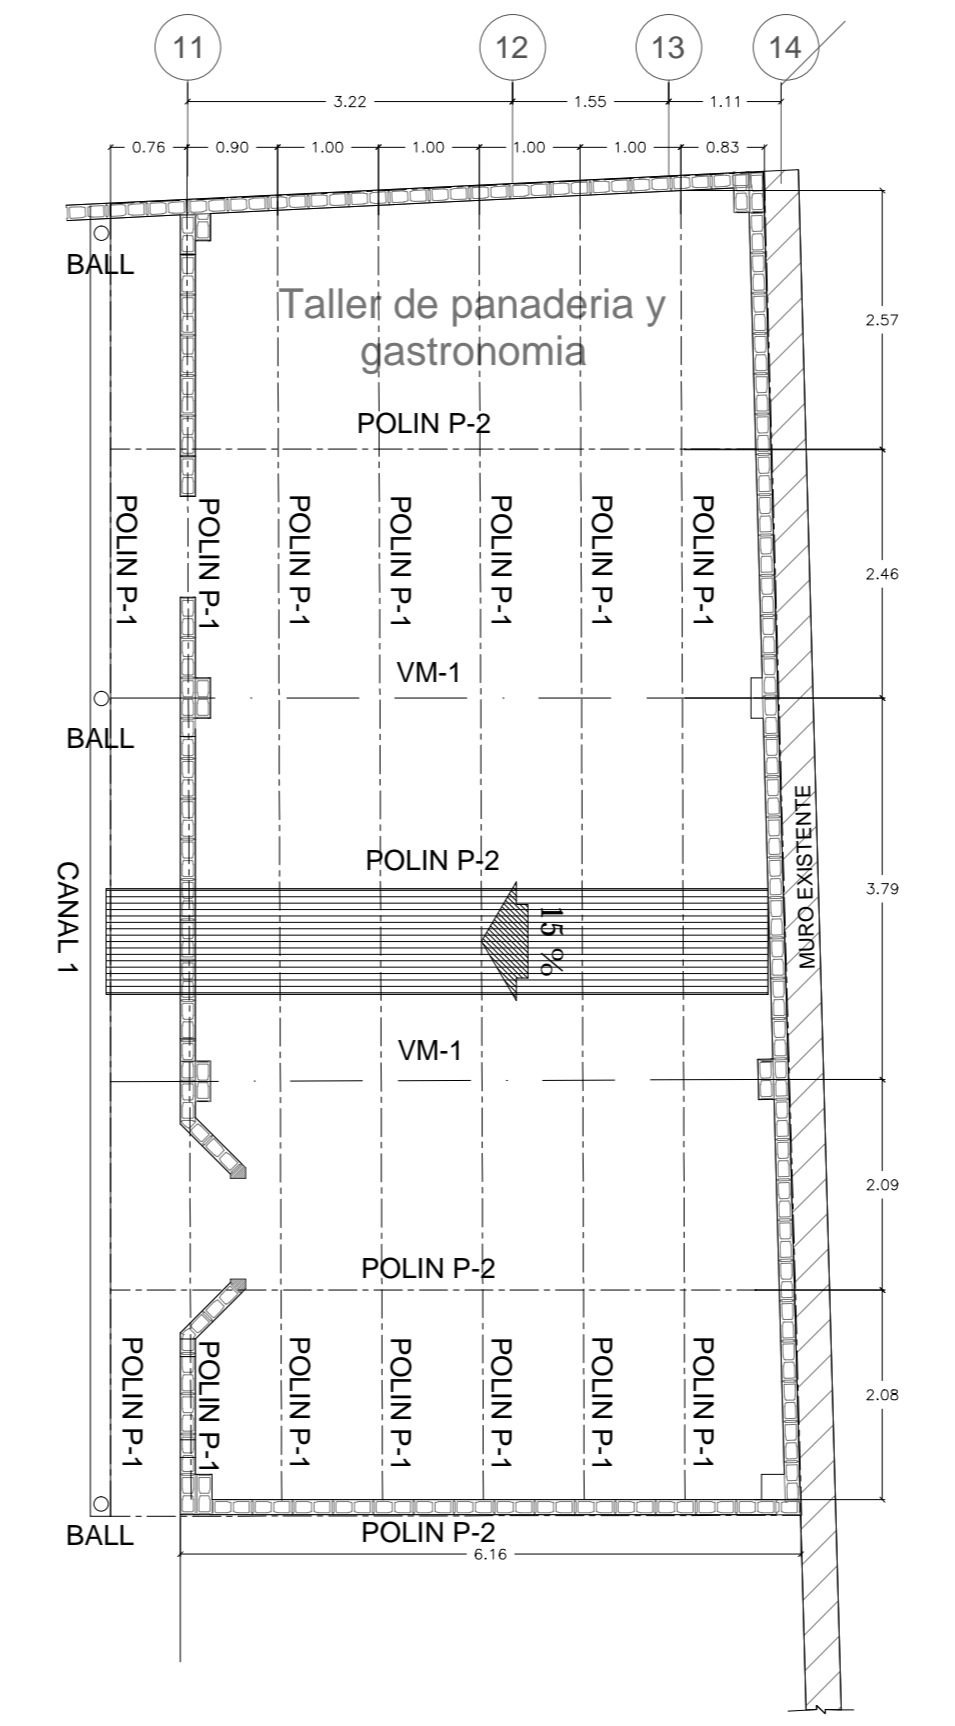 11
12
13
14
3.22
1.55
1.11
0.76
0.90
1.00
1.00
1.00
1.00
0.83
BALL
Taller de panaderia y
gastronomia
2.57
POLIN P-2
POLIN P-1
POLIN P-1
POLIN P-1
POLIN P-1
POLIN P-1
POLIN P-1
POLIN P-1
2.46
VM-1
BALL
POLIN P-2
CANAL 1
15 %
MURO EXISTENTE
3.79
VM-1
2.09
POLIN P-2
POLIN P-1
POLIN P-1
POLIN P-1
POLIN P-1
POLIN P-1
POLIN P-1
POLIN P-1
2.08
BALL
POLIN P-2
6.16